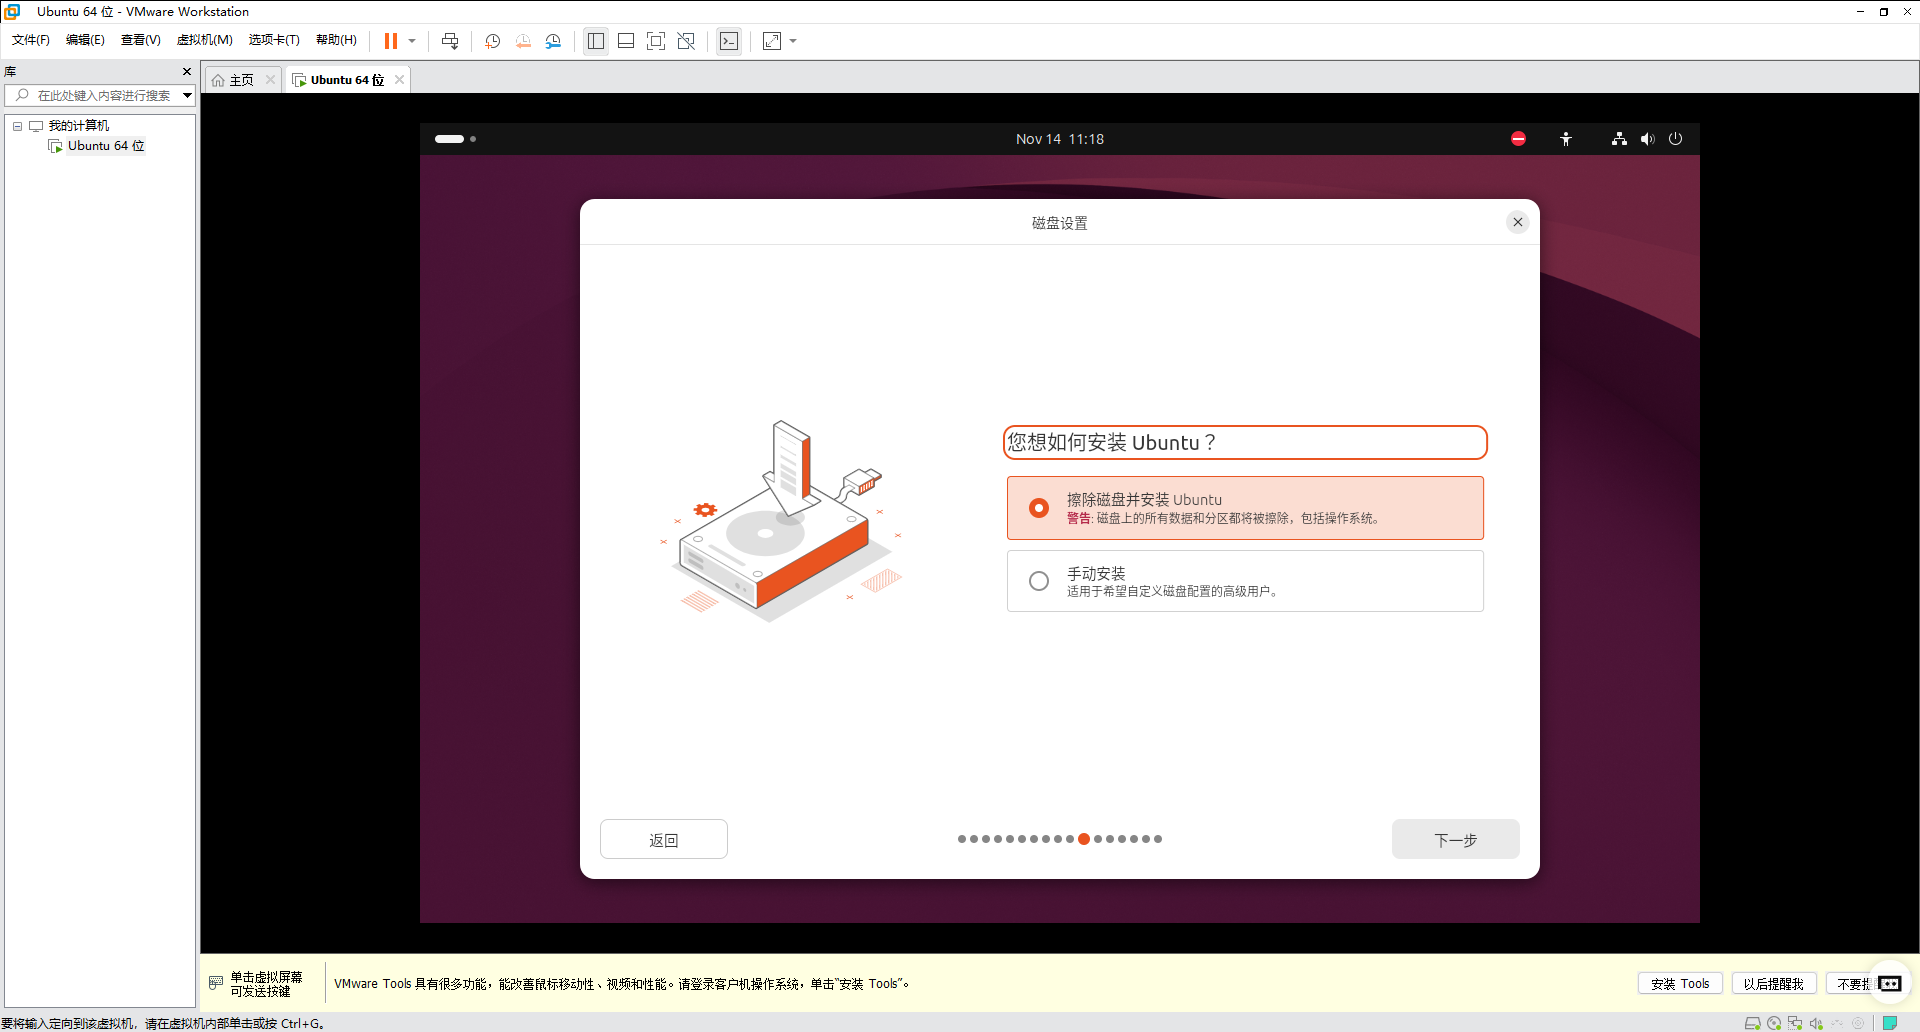 Ubuntu 64 位 - VMware Workstation
文件(F) 编辑(E) 查看(V) 虚拟机(M) 选项卡(T) 帮助(H)
库
在此处键入内容进行搜索
我的计算机
Ubuntu 64 位
主页
Ubuntu 64 位
Nov 14 11:18
磁盘设置
您想如何安装 Ubuntu？
擦除磁盘并安装 Ubuntu
警告: 磁盘上的所有数据和分区都将被擦除，包括操作系统。
手动安装
适用于希望自定义磁盘配置的高级用户。
返回
下一步
单击虚拟屏幕
可发送按键
VMware Tools 具有很多功能，能改善鼠标移动性、视频和性能。请登录客户机操作系统，单击“安装 Tools”。
安装 Tools
以后提醒我
不要提
要将输入定向到该虚拟机，请在虚拟机内部单击或按 Ctrl+G。